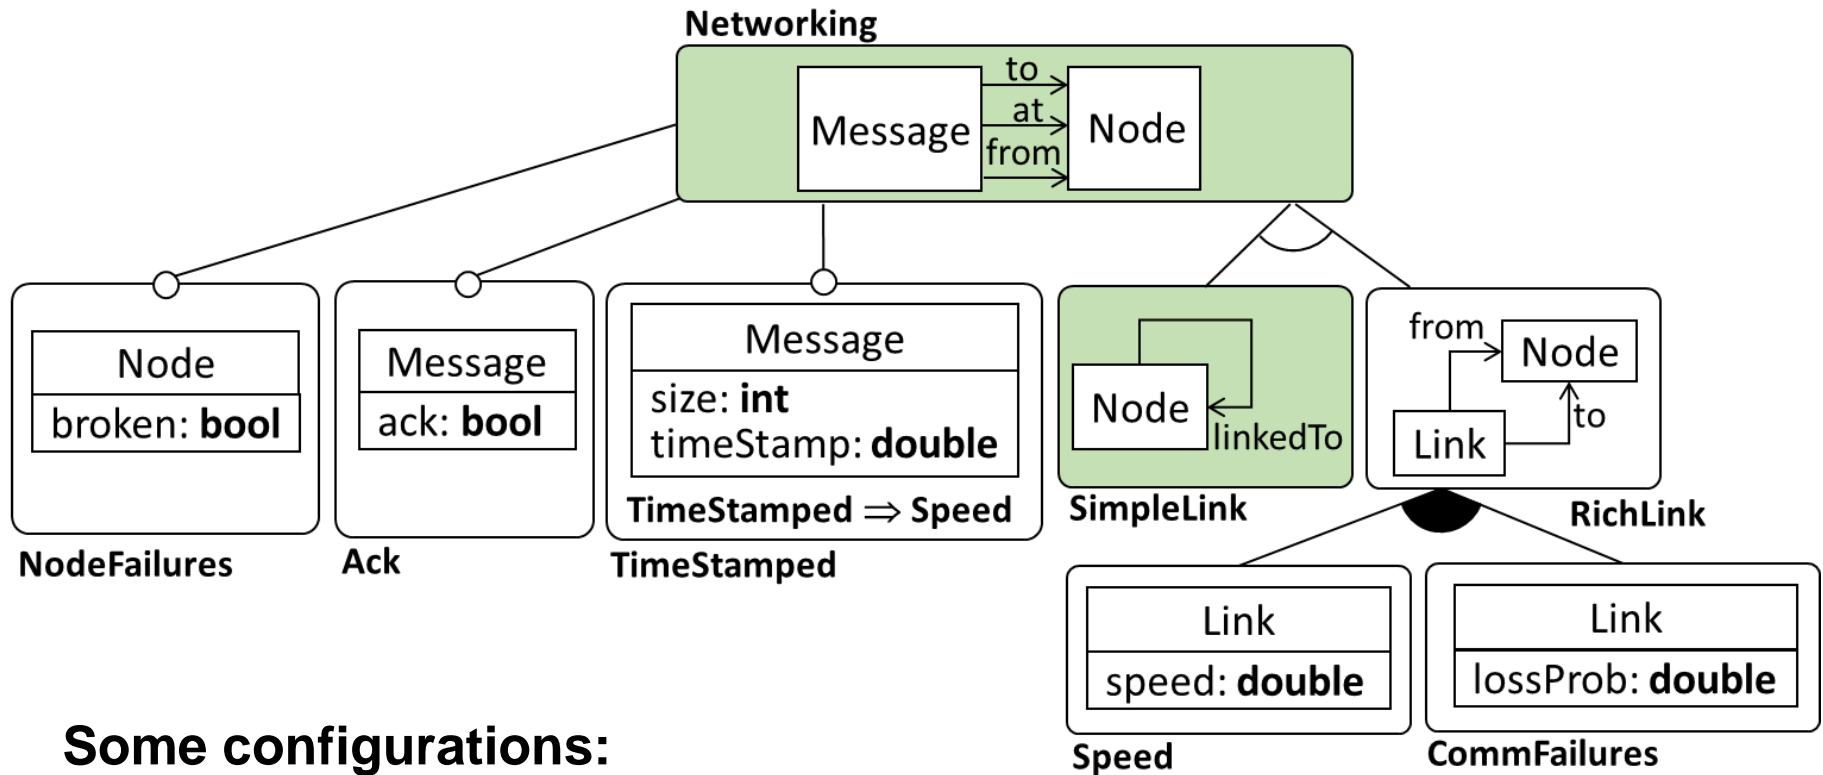 Networking
Message
to
at
from
Node
Node
broken: bool
NodeFailures
Message
ack: bool
Ack
Message
size: int
timeStamp: double
TimeStamped ⇒ Speed
TimeStamped
Node
linkedTo
SimpleLink
from
Node
Link
to
RichLink
Link
speed: double
Speed
Link
lossProb: double
CommFailures
Some configurations: